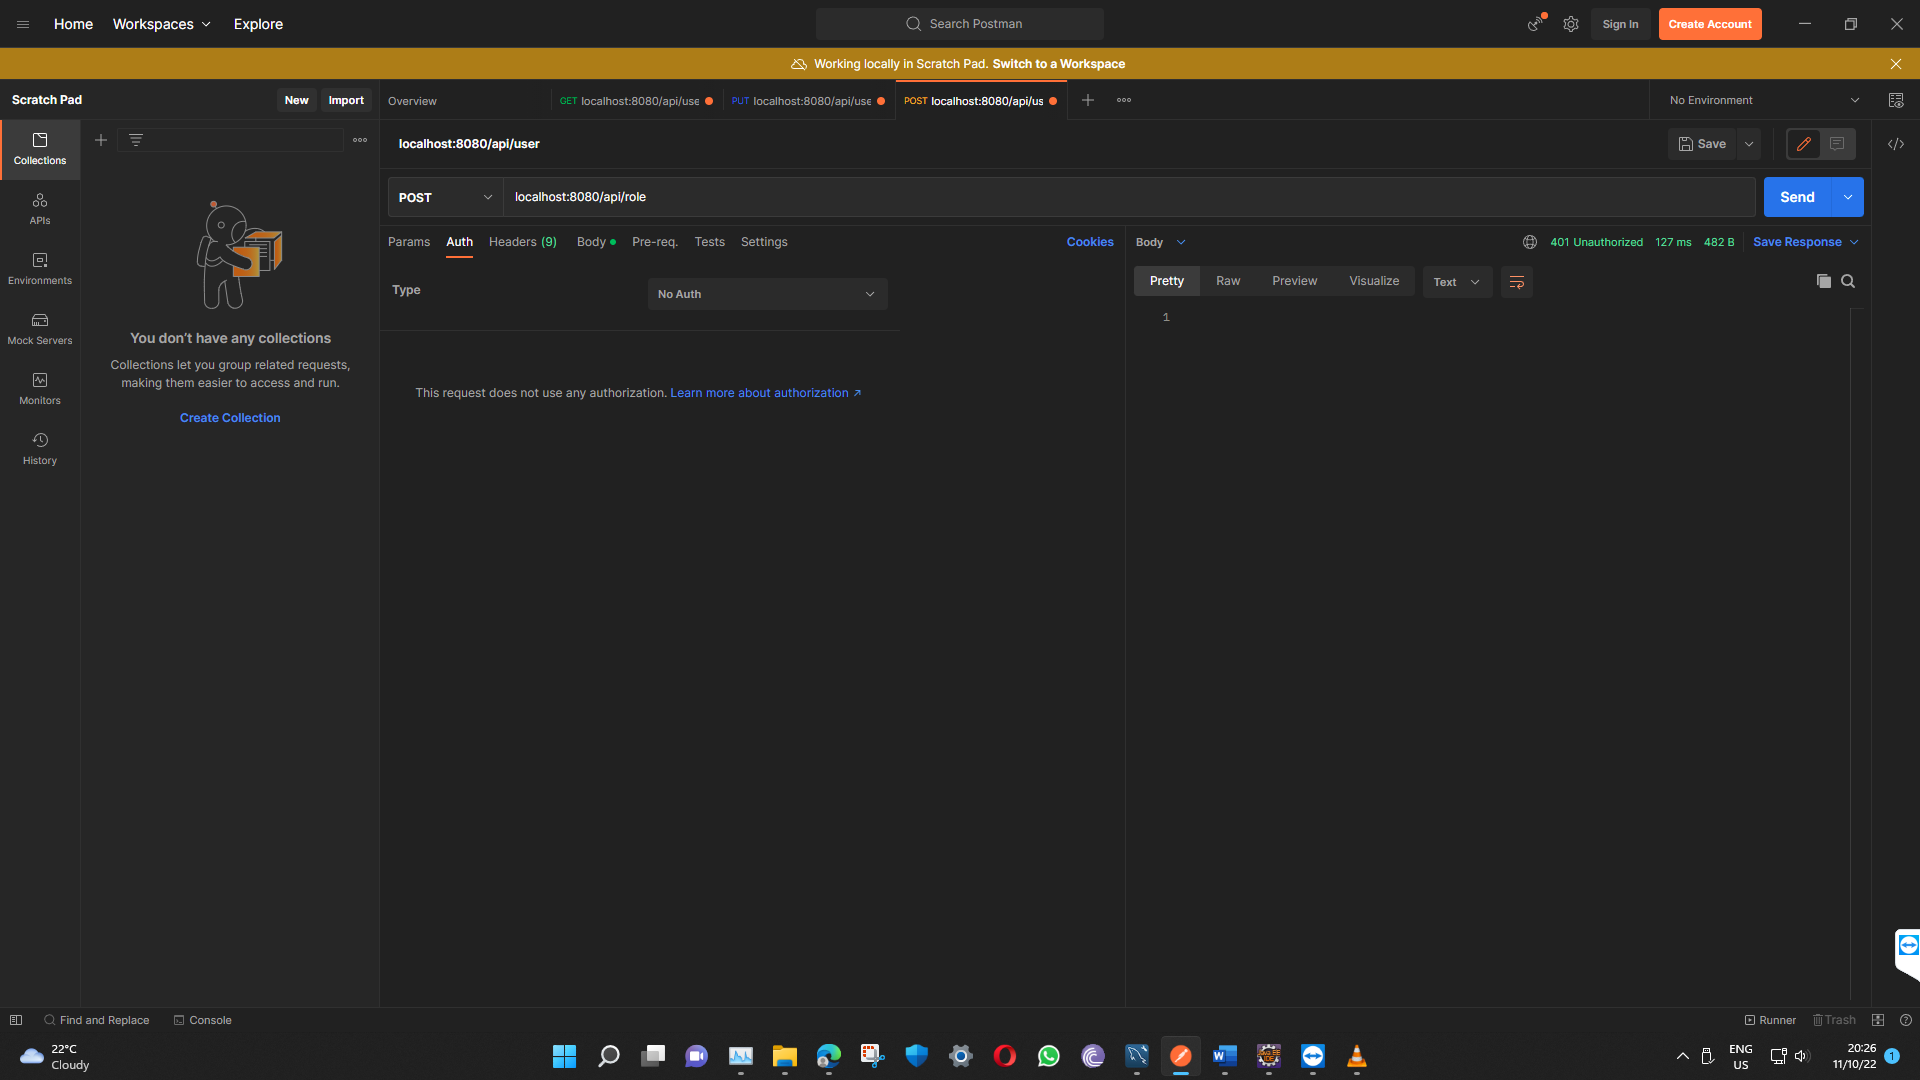 Home Workspaces Explore
Search Postman
Sign In Create Account
Working locally in Scratch Pad. Switch to a Workspace
Scratch Pad New Import
Overview
GET localhost:8080/api/use
PUT localhost:8080/api/use
POST localhost:8080/api/us
No Environment
Collections
APIs
Environments
Mock Servers
Monitors
History
You don’t have any collections
Collections let you group related requests,
making them easier to access and run.
Create Collection
localhost:8080/api/user
Save
POST localhost:8080/api/role
Send
Params Auth Headers (9) Body Pre-req. Tests Settings Cookies
Type No Auth
This request does not use any authorization. Learn more about authorization
Body 401 Unauthorized 127 ms 482 B Save Response
Pretty Raw Preview Visualize Text
1
Find and Replace Console
Runner Trash
22°C
Cloudy
ENG
US
20:26
11/10/22
1